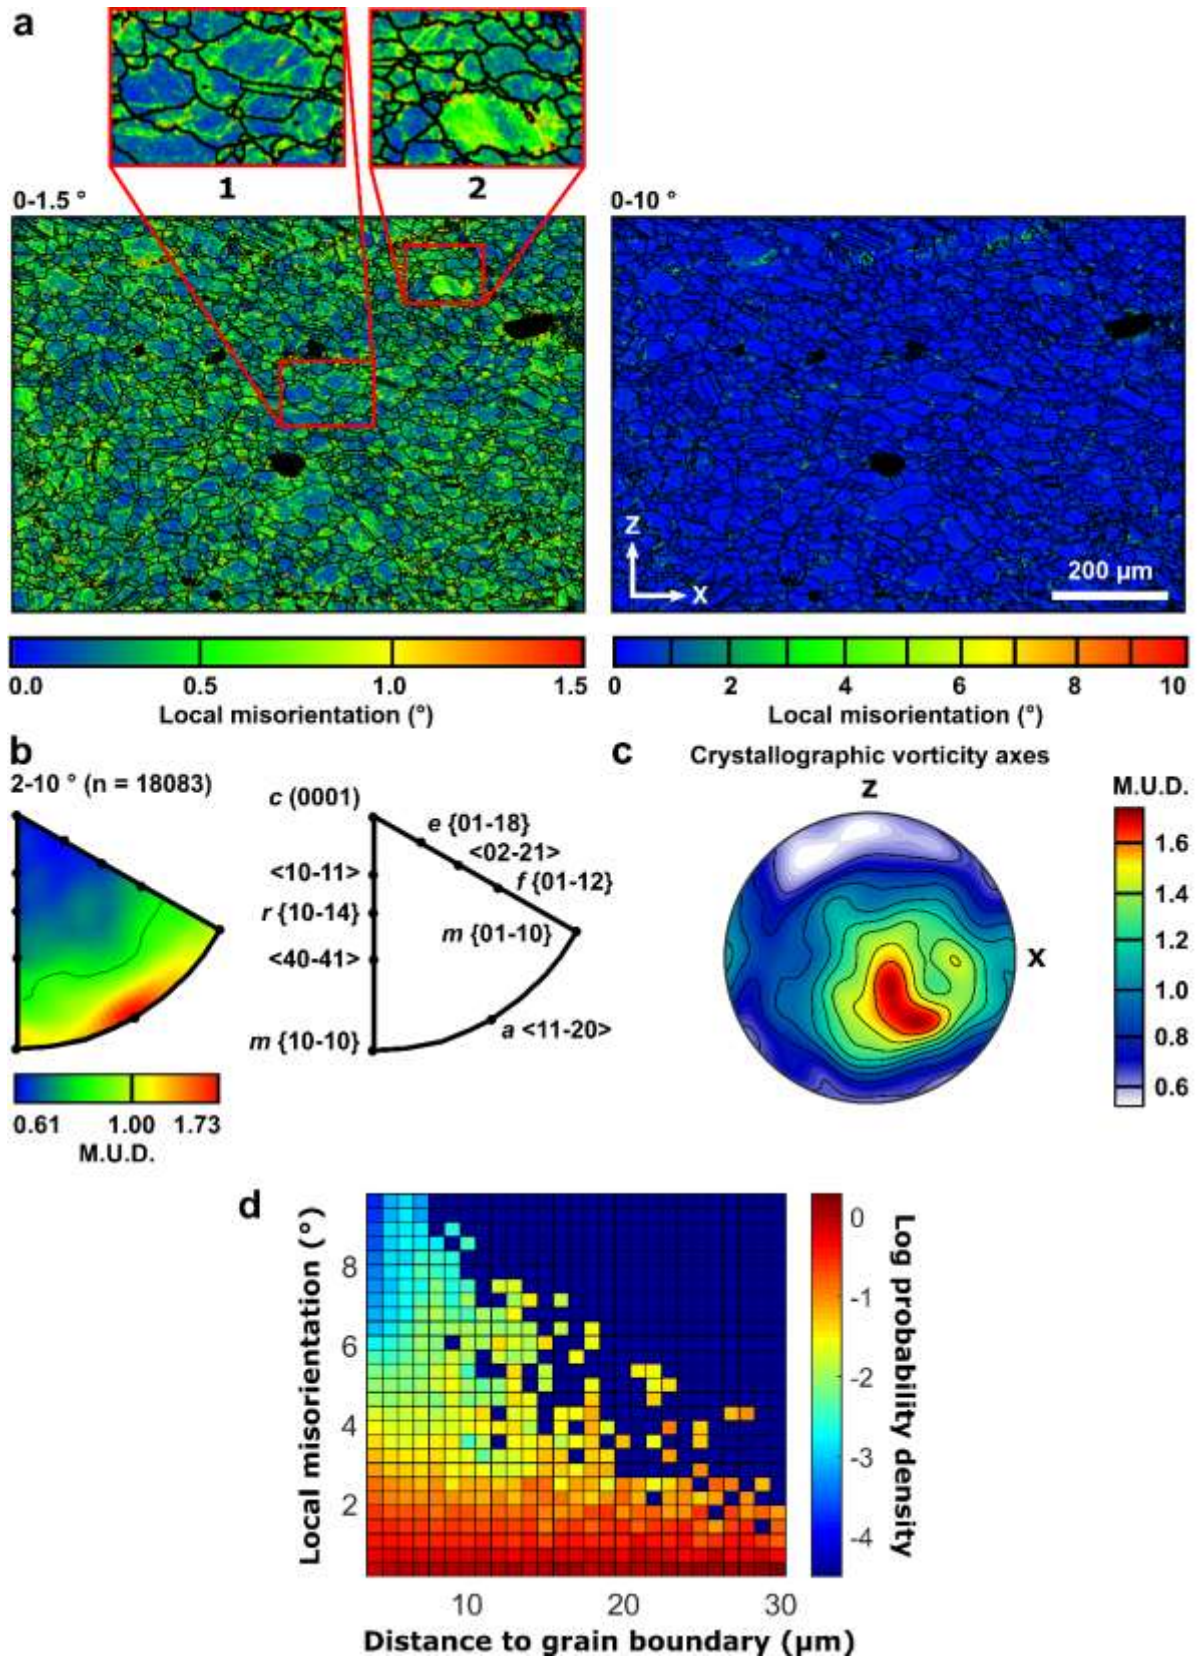 a
1
2
0-1.5 °
0-10 °
Z
X
200 µm
0.0
0.5
1.0
1.5
Local misorientation (°)
0
2
4
6
8
10
Local misorientation (°)
b
2-10 ° (n = 18083)
c (0001)
e {01-18}
<02-21>
<10-11>
f {01-12}
r {10-14}
m {01-10}
<40-41>
a <11-20>
m {10-10}
0.61
1.00
1.73
M.U.D.
c
Crystallographic vorticity axes
Z
X
M.U.D.
1.6
1.4
1.2
1.0
0.8
0.6
d
Local misorientation (°)
8
6
4
2
10
20
30
Distance to grain boundary (µm)
0
-1
-2
-3
-4
Log probability density